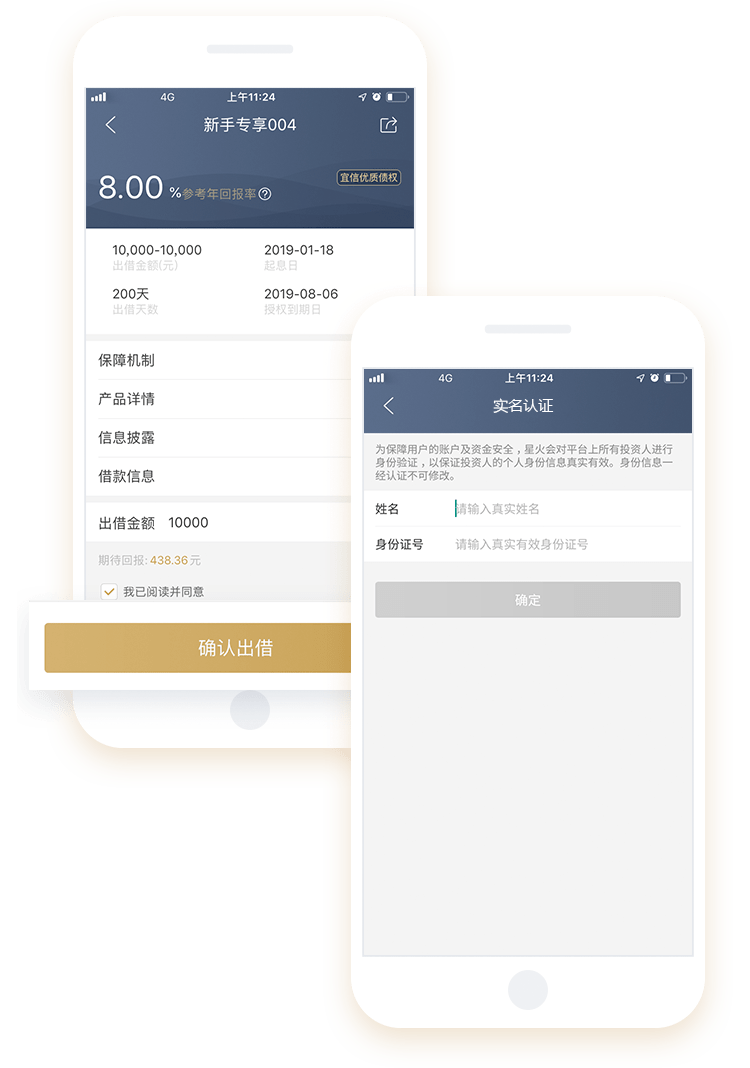 4G 上午11:24
新手专享004
8.00 %参考年回报率?
宜信优质债权
10,000-10,000 2019-01-18
出借金额(元) 起息日
200天 2019-08-06
出借天数 授权到期日
保障机制
产品详情
信息披露
借款信息
出借金额 10000
期待回报:438.36元
我已阅读并同意
确认出借
4G 上午11:24
实名认证
为保障用户的账户及资金安全，星火会对平台上所有投资人进行
身份验证，以保证投资人的个人身份信息真实有效。身份信息一
经认证不可修改。
姓名 请输入真实姓名
身份证号 请输入真实有效身份证号
确定